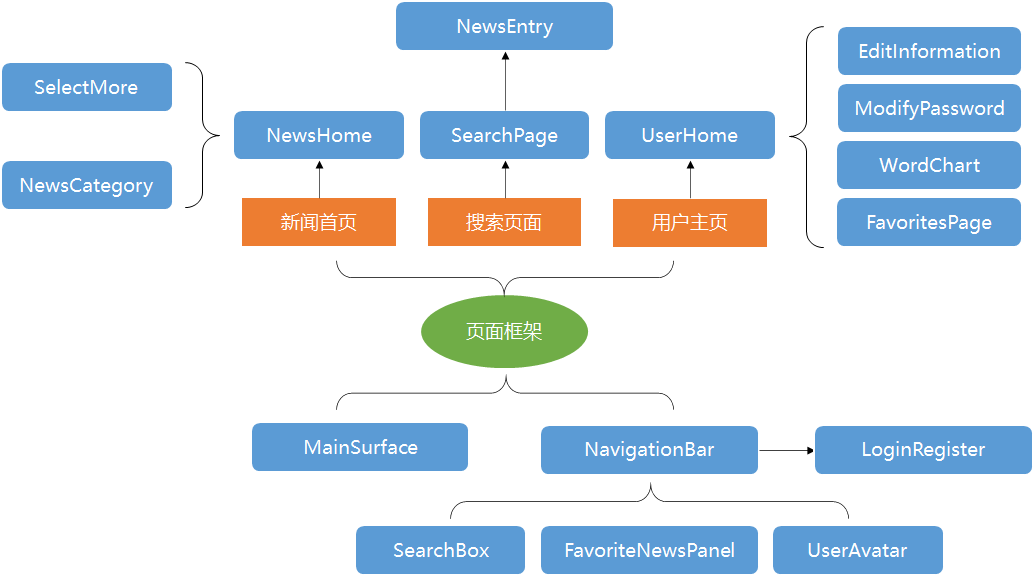 NewsEntry
EditInformation
SelectMore
ModifyPassword
NewsHome
SearchPage
UserHome
WordChart
NewsCategory
FavoritesPage
新闻首页
搜索页面
用户主页
页面框架
MainSurface
NavigationBar
LoginRegister
SearchBox
FavoriteNewsPanel
UserAvatar